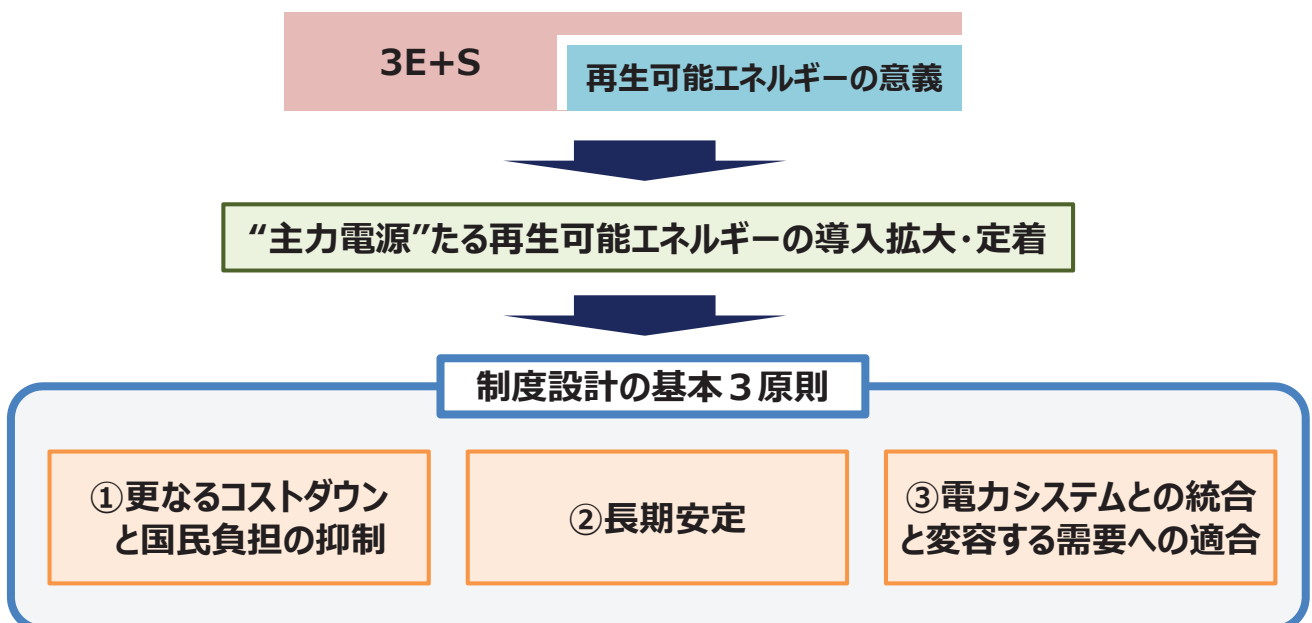 3E+S
再生可能エネルギーの意義
“主力電源”たる再生可能エネルギーの導入拡大・定着
制度設計の基本３原則
①更なるコストダウン
と国民負担の抑制
②長期安定
③電力システムとの統合
と変容する需要への適合